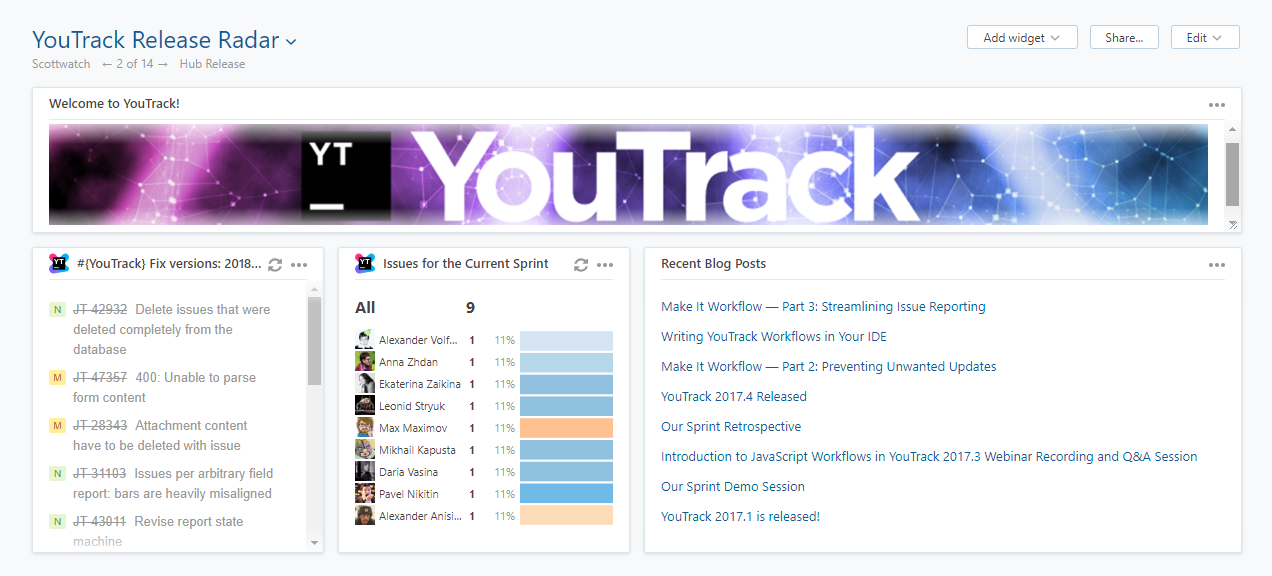 YouTrack Release Radar
Add widget
Share...
Edit
Scottwatch ← 2 of 14 → Hub Release
Welcome to YouTrack!
YT
YouTrack
YT
#{YouTrack} Fix versions: 2018...
JT-42932 Delete issues that were
deleted completely from the
database
JT-47357 400: Unable to parse
form content
JT-28343 Attachment content
have to be deleted with issue
JT-31103 Issues per arbitrary field
report: bars are heavily misaligned
JT-43011 Revise report state
machine
N
M
M
N
N
YT
Issues for the Current Sprint
All 9
Alexander Volf... 1 11%
Anna Zhdan 1 11%
Ekaterina Zaikina 1 11%
Leonid Stryuk 1 11%
Max Maximov 1 11%
Mikhail Kapusta 1 11%
Daria Vasina 1 11%
Pavel Nikitin 1 11%
Alexander Anisi... 1 11%
Recent Blog Posts
Make It Workflow — Part 3: Streamlining Issue Reporting
Writing YouTrack Workflows in Your IDE
Make It Workflow — Part 2: Preventing Unwanted Updates
YouTrack 2017.4 Released
Our Sprint Retrospective
Introduction to JavaScript Workflows in YouTrack 2017.3 Webinar Recording and Q&A Session
Our Sprint Demo Session
YouTrack 2017.1 is released!